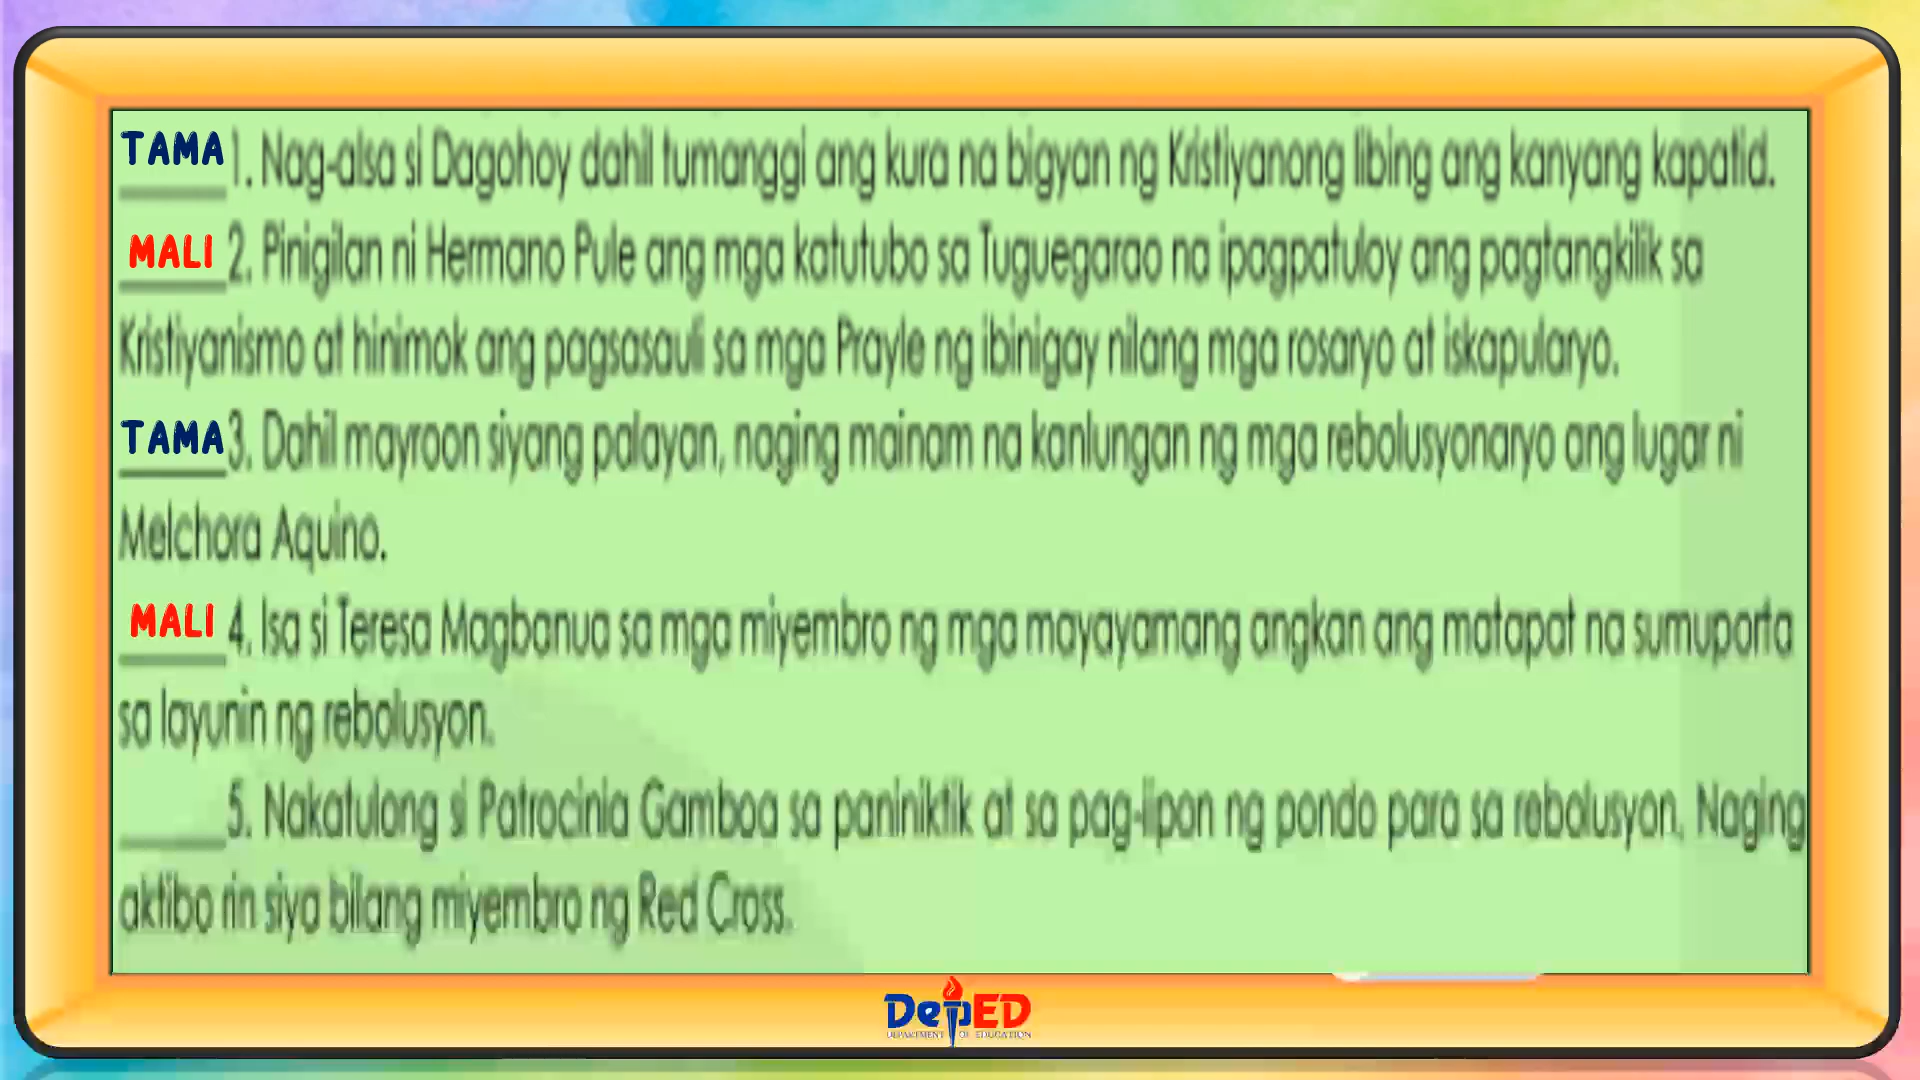 TAMA 1. Nag-alsa si Dagohoy dahil tumanggi ang kura na bigyan ng Kristiyanong libing ang kanyang kapatid.
MALI 2. Pinigilan ni Hermano Pule ang mga katutubo sa Tuguegarao na ipagpatuloy ang pagtangkilik sa
Kristiyanismo at hinimok ang pagsasauli sa mga Prayle ng ibinigay nilang mga rosaryo at iskapularyo.
TAMA 3. Dahil mayroon siyang palayan, naging mainam na kanlungan ng mga rebolusyonaryo ang lugar ni
Melchora Aquino.
MALI 4. Isa si Teresa Magbanua sa mga miyembro ng mga mayayamang angkan ang matapat na sumuporta
sa layunin ng rebolusyon.
_____5. Nakatulong si Patrocinia Gamboa sa paniniktik at sa pag-iipon ng pondo para sa rebolusyon. Naging
aktibo rin siya bilang miyembro ng Red Cross.
DepED
DEPARTMENT OF EDUCATION